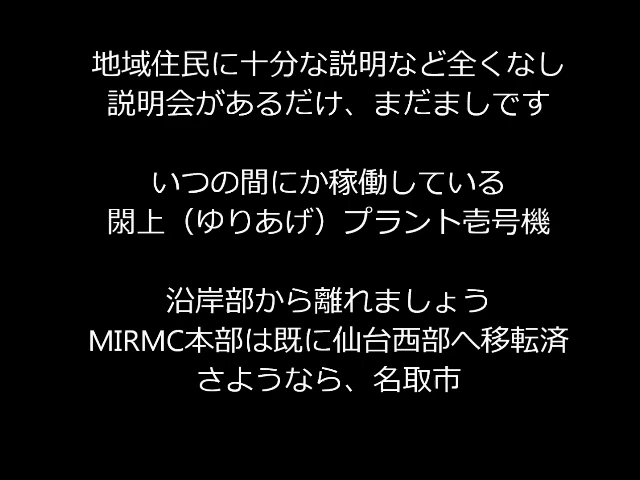 地域住民に十分な説明など全くなし
説明会があるだけ、まだましです
いつの間にか稼働している
閖上（ゆりあげ）プラント壱号機
沿岸部から離れましょう
MIRMC本部は既に仙台西部へ移転済
さようなら、名取市